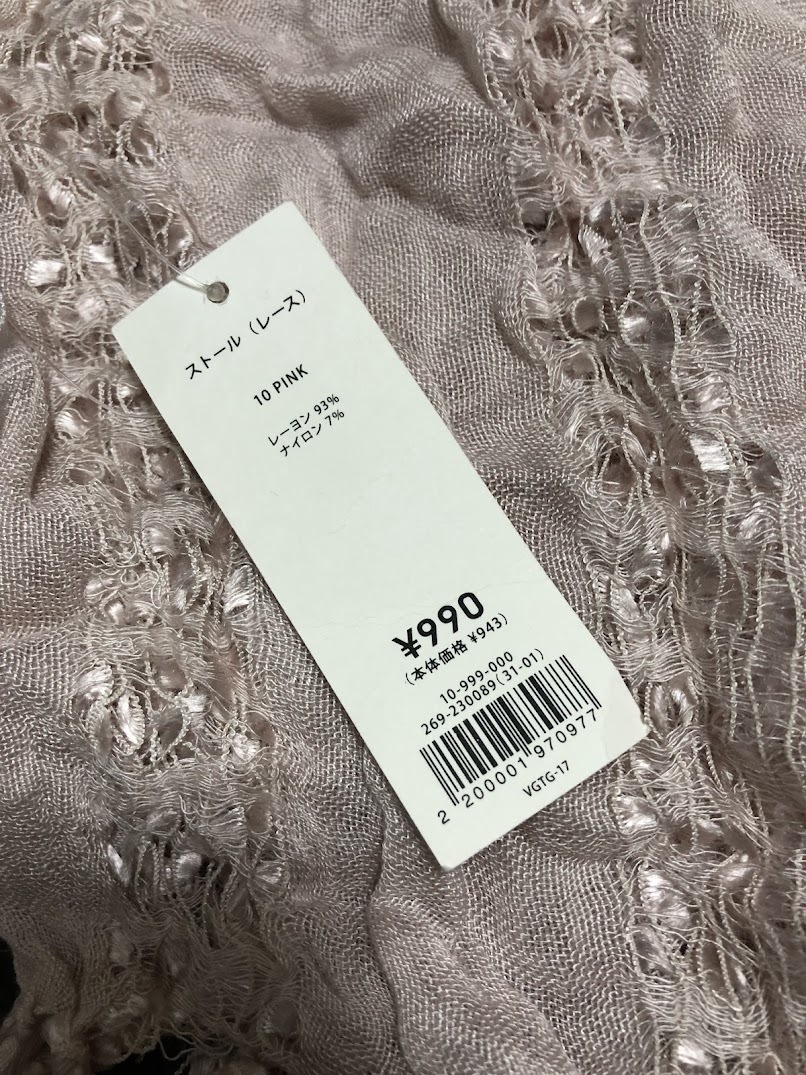 ストール（レース）
10 PINK
レーヨン 93%
ナイロン 7%
¥990
（本体価格 ¥943）
10-999-000
269-230089(31-01)
2 200001 970977
VGTG-17